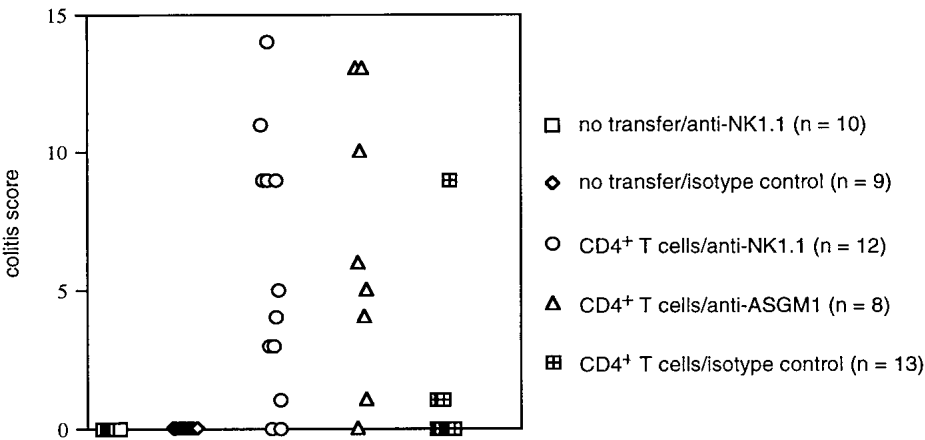 15
10
5
0
colitis score
no transfer/anti-NK1.1 (n = 10)
no transfer/isotype control (n = 9)
CD4⁺ T cells/anti-NK1.1 (n = 12)
CD4⁺ T cells/anti-ASGM1 (n = 8)
CD4⁺ T cells/isotype control (n = 13)